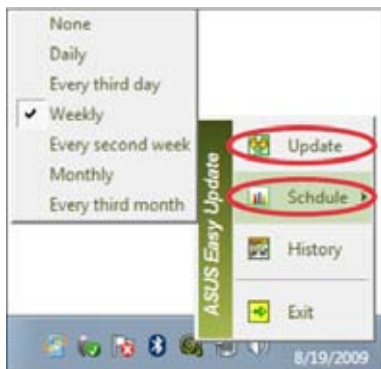 None
Daily
Every third day
Weekly
Every second week
Monthly
Every third month
ASUS Easy Update
Update
Schdule
History
Exit
8/19/2009